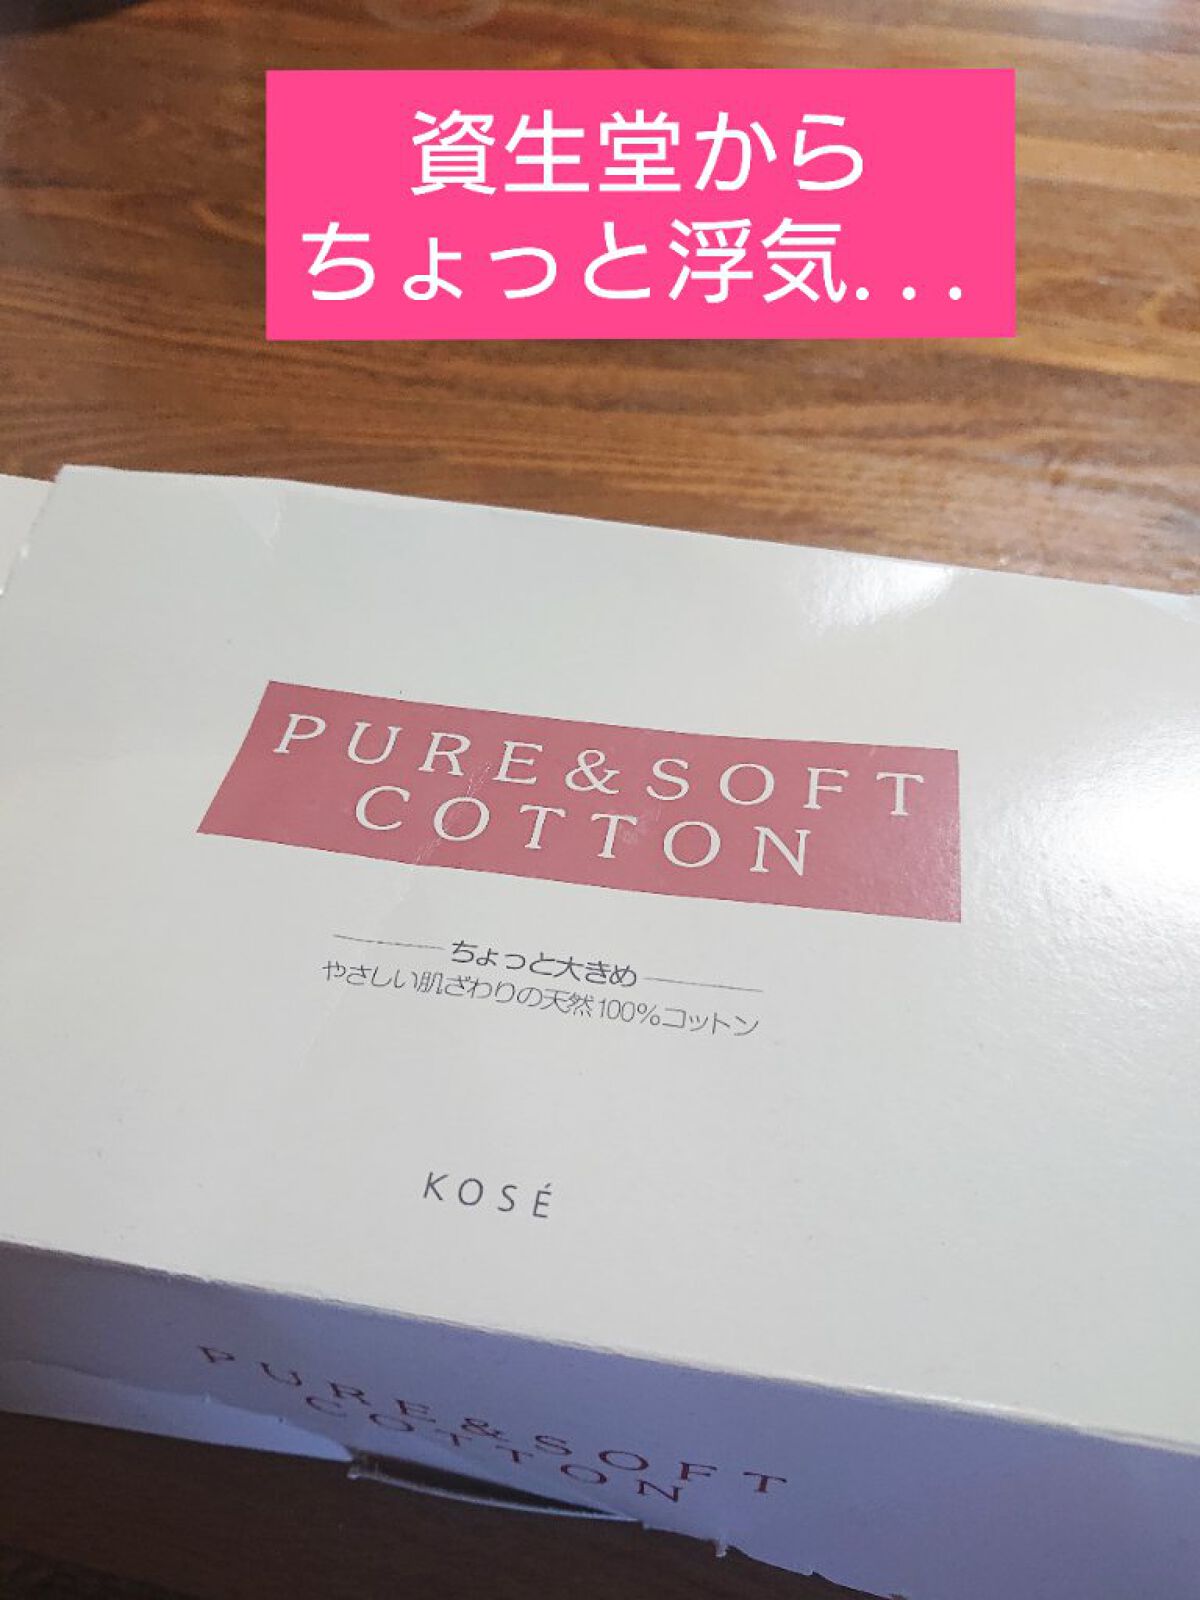 資生堂から
ちょっと浮気...
PURE&SOFT
COTTON
ちょっと大きめ
やさしい肌ざわりの天然100%コットン
KOSÉ
PURE&SOFT
COTTON